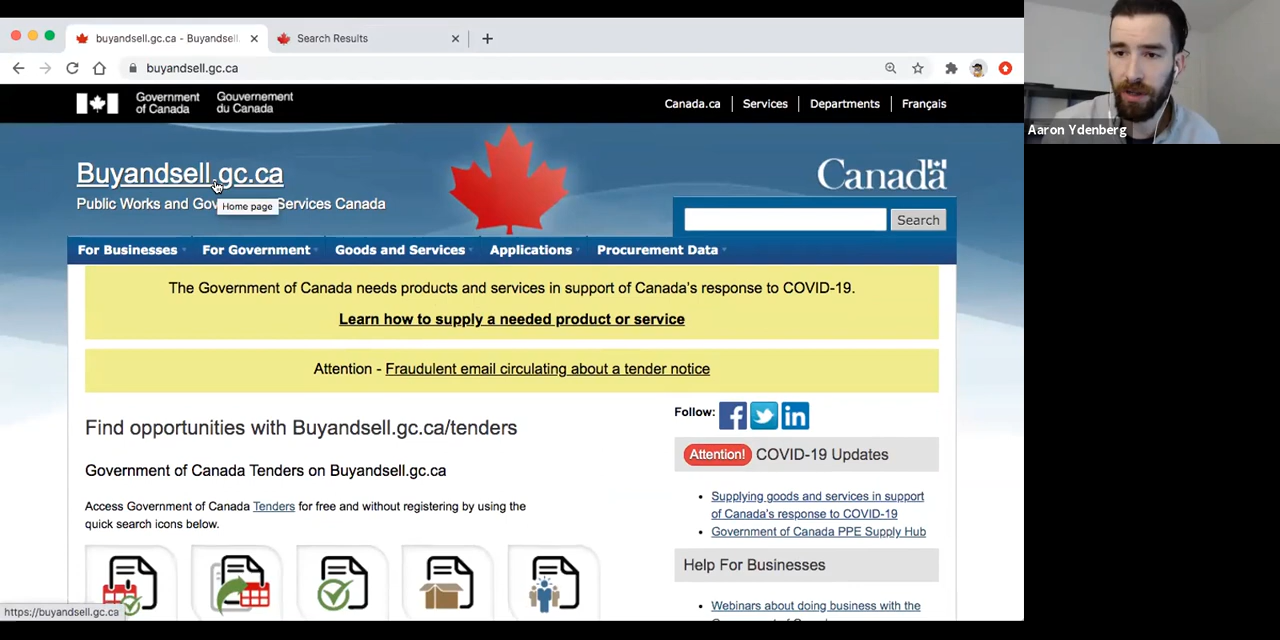 buyandsell.gc.ca - Buyandsell.
Search Results
buyandsell.gc.ca
Government of Canada
Gouvernement du Canada
Canada.ca
Services
Departments
Français
Aaron Ydenberg
Buyandsell.gc.ca
Canada
Public Works and Gov Services Canada
Home page
Search
For Businesses
For Government
Goods and Services
Applications
Procurement Data
The Government of Canada needs products and services in support of Canada's response to COVID-19.
Learn how to supply a needed product or service
Attention - Fraudulent email circulating about a tender notice
Find opportunities with Buyandsell.gc.ca/tenders
Government of Canada Tenders on Buyandsell.gc.ca
Access Government of Canada Tenders for free and without registering by using the
quick search icons below.
Follow:
Attention! COVID-19 Updates
Supplying goods and services in support
of Canada's response to COVID-19
Government of Canada PPE Supply Hub
Help For Businesses
Webinars about doing business with the
https://buyandsell.gc.ca